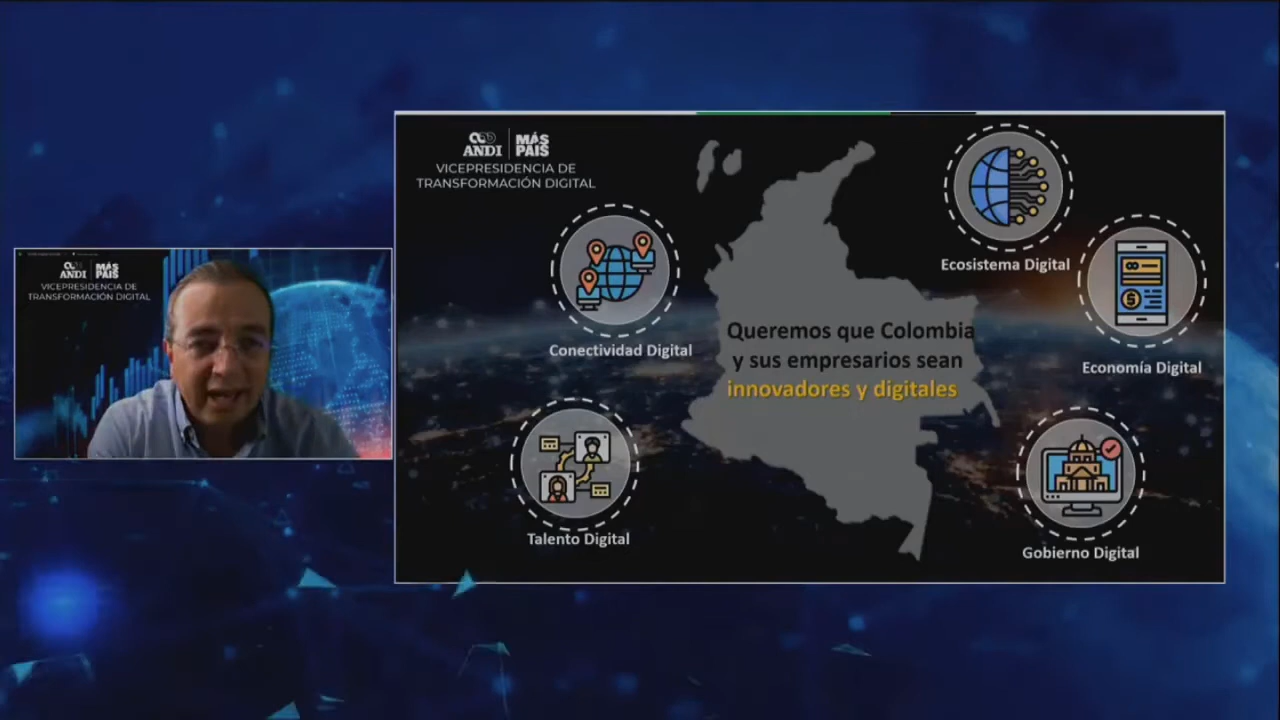 ANDI
MÁS
PAÍS
VICEPRESIDENCIA DE
TRANSFORMACIÓN DIGITAL
ANDI
MÁS
PAÍS
VICEPRESIDENCIA DE
TRANSFORMACIÓN DIGITAL
Ecosistema Digital
Conectividad Digital
Economía Digital
Queremos que Colombia
y sus empresarios sean
innovadores y digitales
Talento Digital
Gobierno Digital